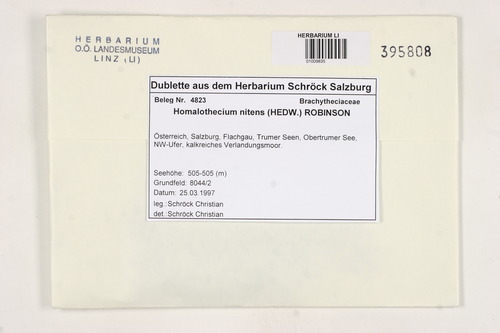 HERBARIUM
O.Ö. LANDESMUSEUM
LINZ (LI)
HERBARIUM LI
01009835
395808
Dublette aus dem Herbarium Schröck Salzburg
Beleg Nr. 4823 Brachytheciaceae
Homalothecium nitens (HEDW.) ROBINSON
Österreich, Salzburg, Flachgau, Trumer Seen, Obertrumer See,
NW-Ufer, kalkreiches Verlandungsmoor.
Seehöhe: 505-505 (m)
Grundfeld: 8044/2
Datum: 25.03.1997
leg.:Schröck Christian
det.:Schröck Christian